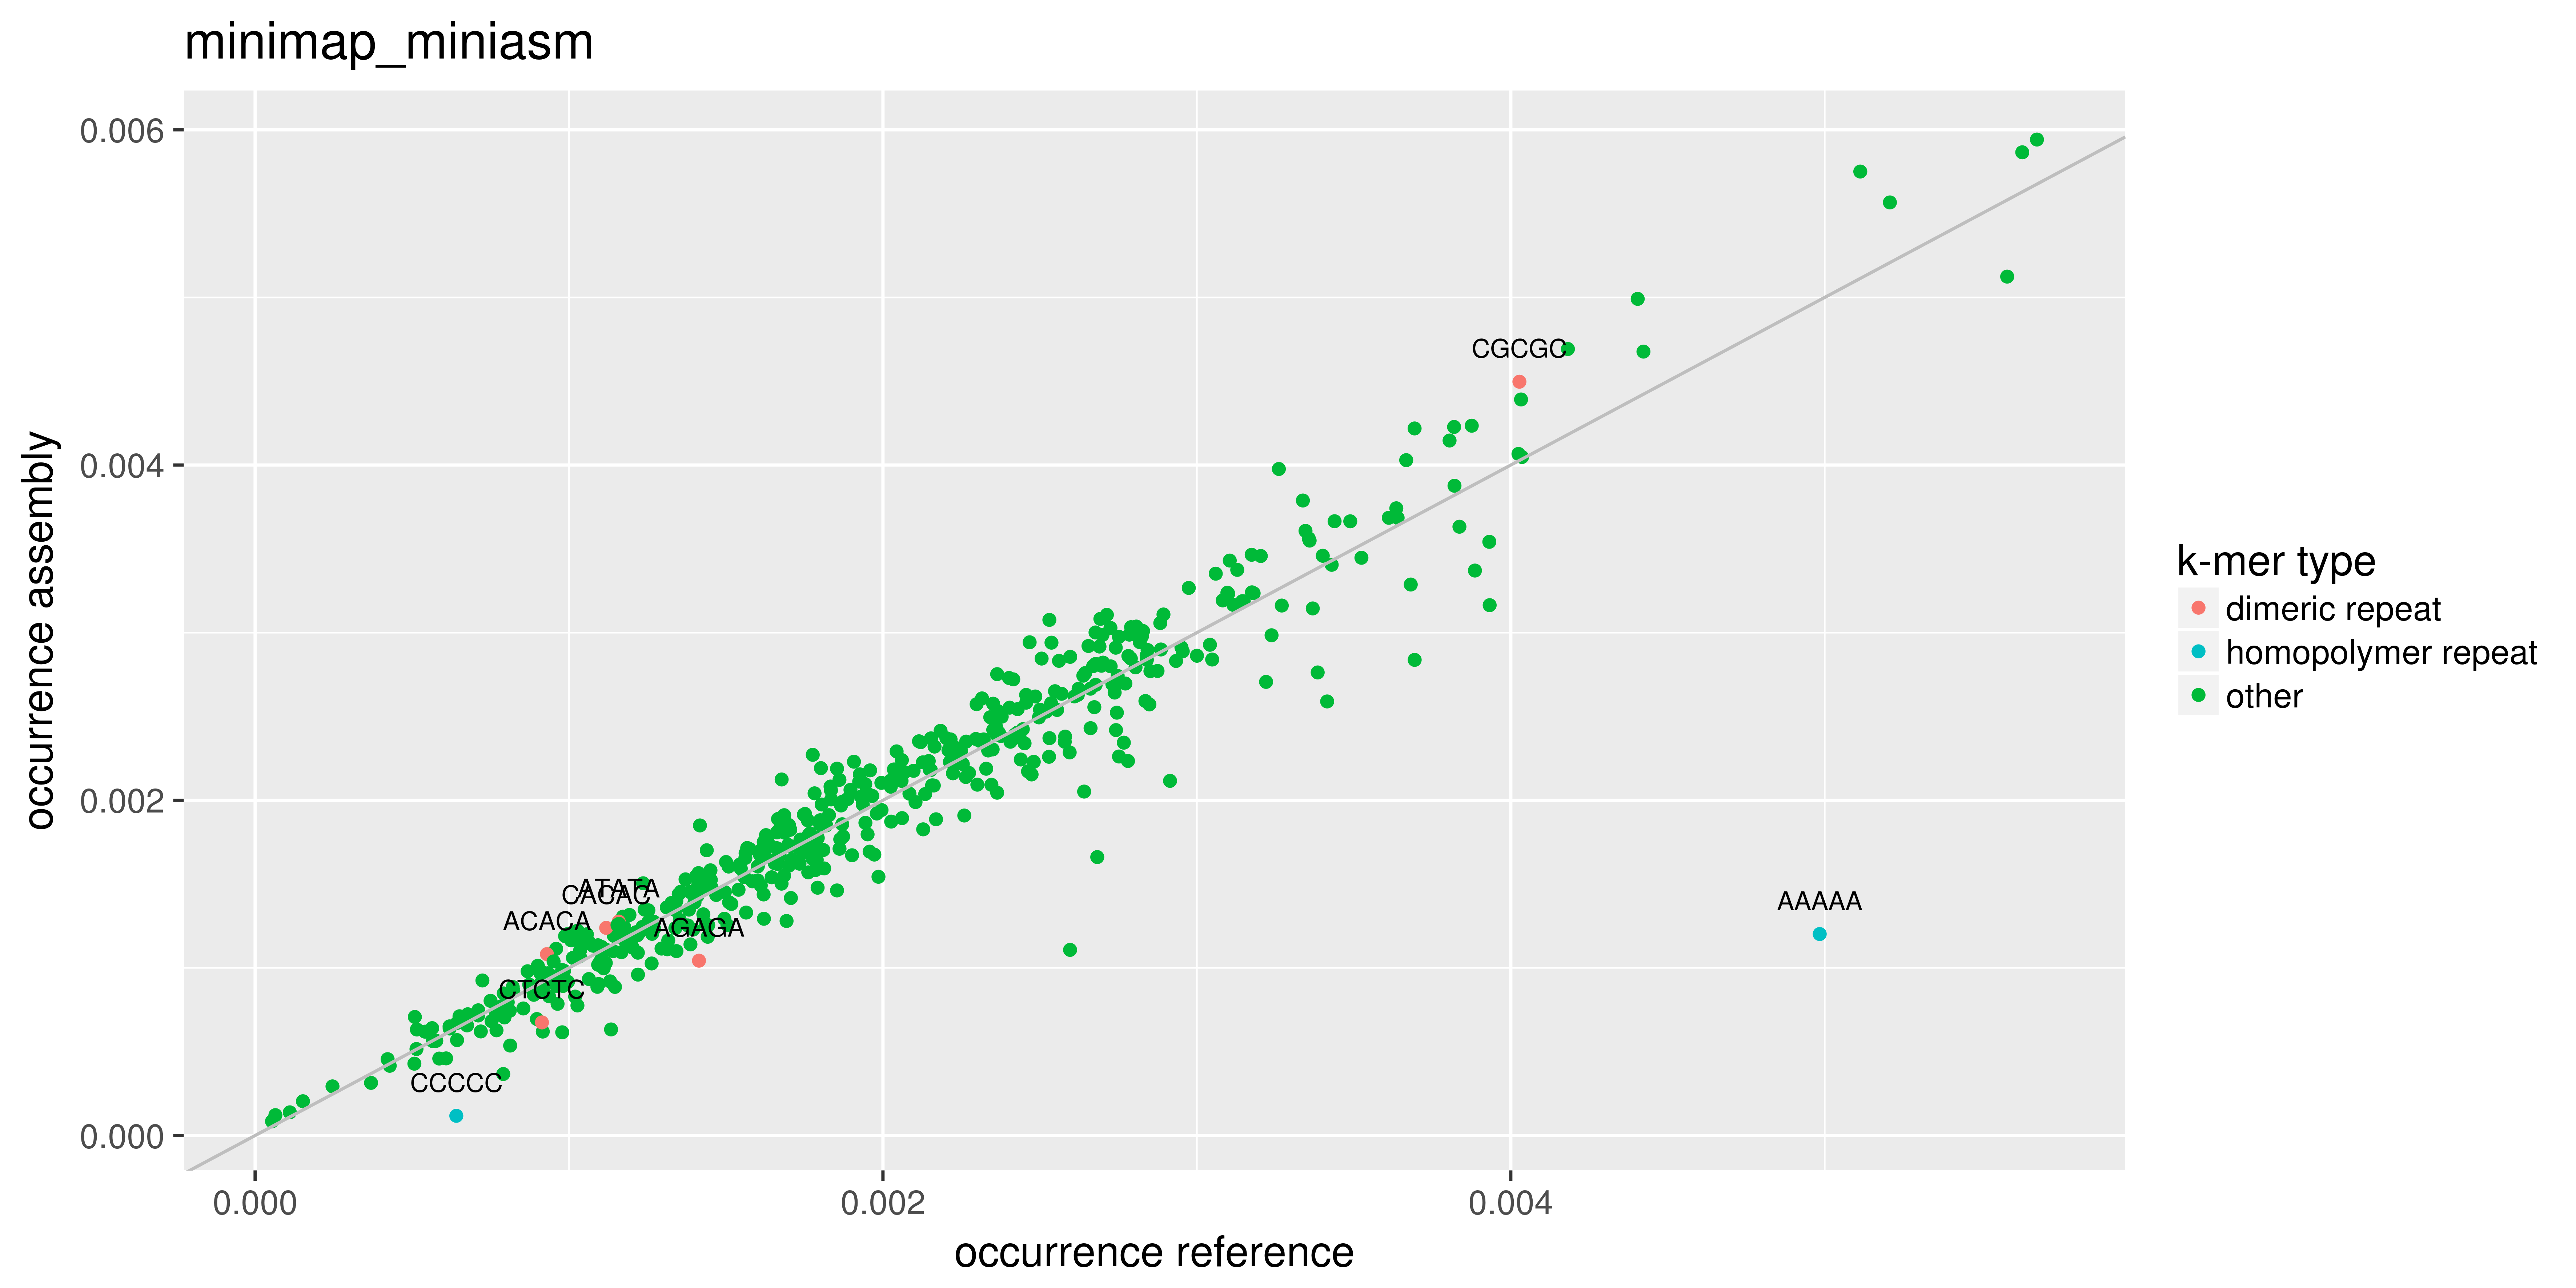 minimap_miniasm
occurrence assembly
0.006
0.004
0.002
0.000
CGCGC
AAAAA
ATATA
CACAC
ACACA
AGAGA
CTCTC
CCCCC
0.000
0.002
0.004
occurrence reference
k-mer type
dimeric repeat
homopolymer repeat
other